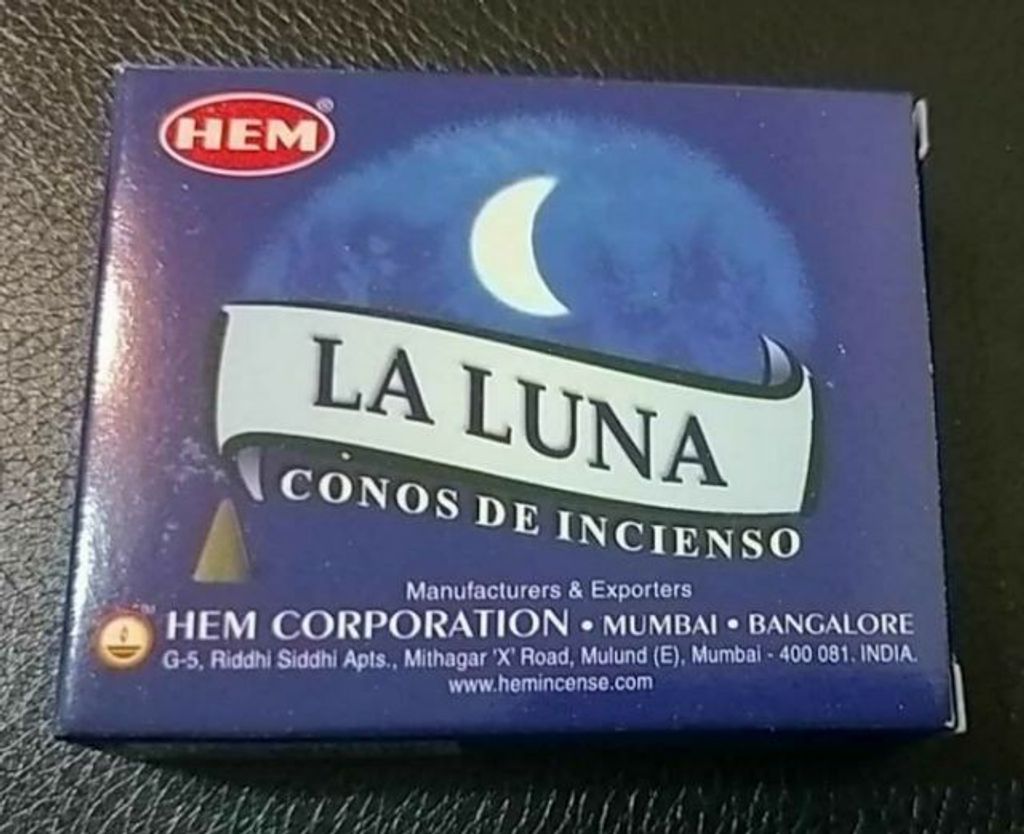 HEM®
LA LUNA
CONOS DE INCIENSO
Manufacturers & Exporters
HEM CORPORATION • MUMBAI • BANGALORE
G-5, Riddhi Siddhi Apts., Mithagar 'X' Road, Mulund (E), Mumbai - 400 081. INDIA.
www.hemincense.com